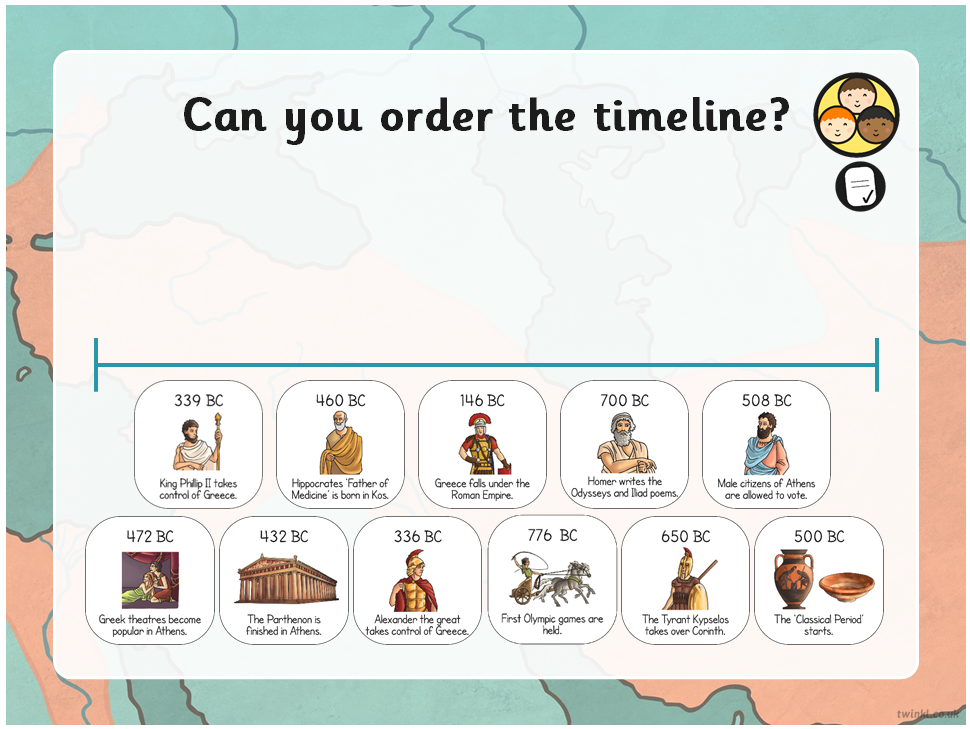 Can you order the timeline?
339 BC
King Phillip II takes
control of Greece.
460 BC
Hippocrates 'Father of
Medicine' is born in Kos.
146 BC
Greece falls under the
Roman Empire.
700 BC
Homer writes the
Odysseys and Iliad poems.
508 BC
Male citizens of Athens
are allowed to vote.
472 BC
Greek theatres become
popular in Athens.
432 BC
The Parthenon is
finished in Athens.
336 BC
Alexander the great
takes control of Greece.
776 BC
First Olympic games are
held.
650 BC
The Tyrant Kypselos
takes over Corinth.
500 BC
The 'Classical Period'
starts.
twinkl.co.uk